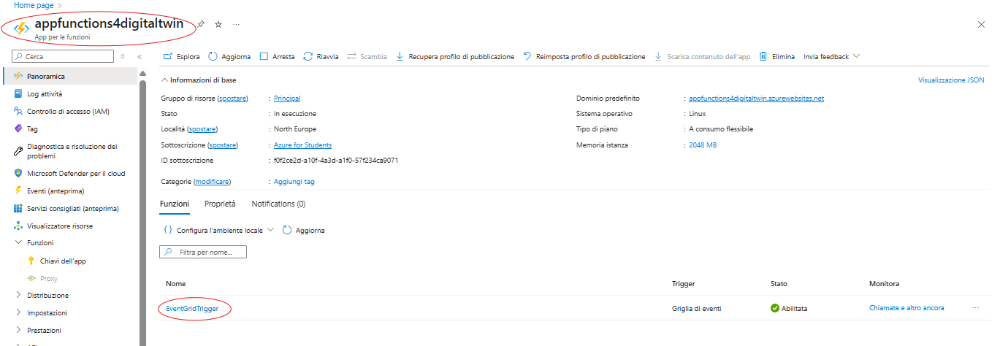 Home page >
appfunctions4digitaltwin
App per le funzioni
Cerca
Panoramica
Log attività
Controllo di accesso (IAM)
Tag
Diagnostica e risoluzione dei
problemi
Microsoft Defender per il cloud
Eventi (anteprima)
Servizi consigliati (anteprima)
Visualizzatore risorse
Funzioni
Chiavi dell'app
Proxy
Distribuzione
Impostazioni
Prestazioni
Esplora Aggiorna Arresta Riavvia Scambia Recupera profilo di pubblicazione Reimposta profilo di pubblicazione Scarica contenuto dell'app Elimina Invia feedback
Informazioni di base Visualizzazione JSON
Gruppo di risorse (spostare) : Principal
Stato : In esecuzione
Località (spostare) : North Europe
Sottoscrizione (spostare) : Azure for Students
ID sottoscrizione : f0f2ce2d-a10f-4a3d-a1f0-57f234ca9071
Categorie (modificare) : Aggiungi tag
Dominio predefinito : appfunctions4digitaltwin.azurewebsites.net
Sistema operativo : Linux
Tipo di piano : A consumo flessibile
Memoria istanza : 2048 MB
Funzioni Proprietà Notifications (0)
{} Configura l'ambiente locale Aggiorna
Filtra per nome...
Nome Trigger Stato Monitora
EventGridTrigger Griglia di eventi Abilitata Chiamate e altro ancora